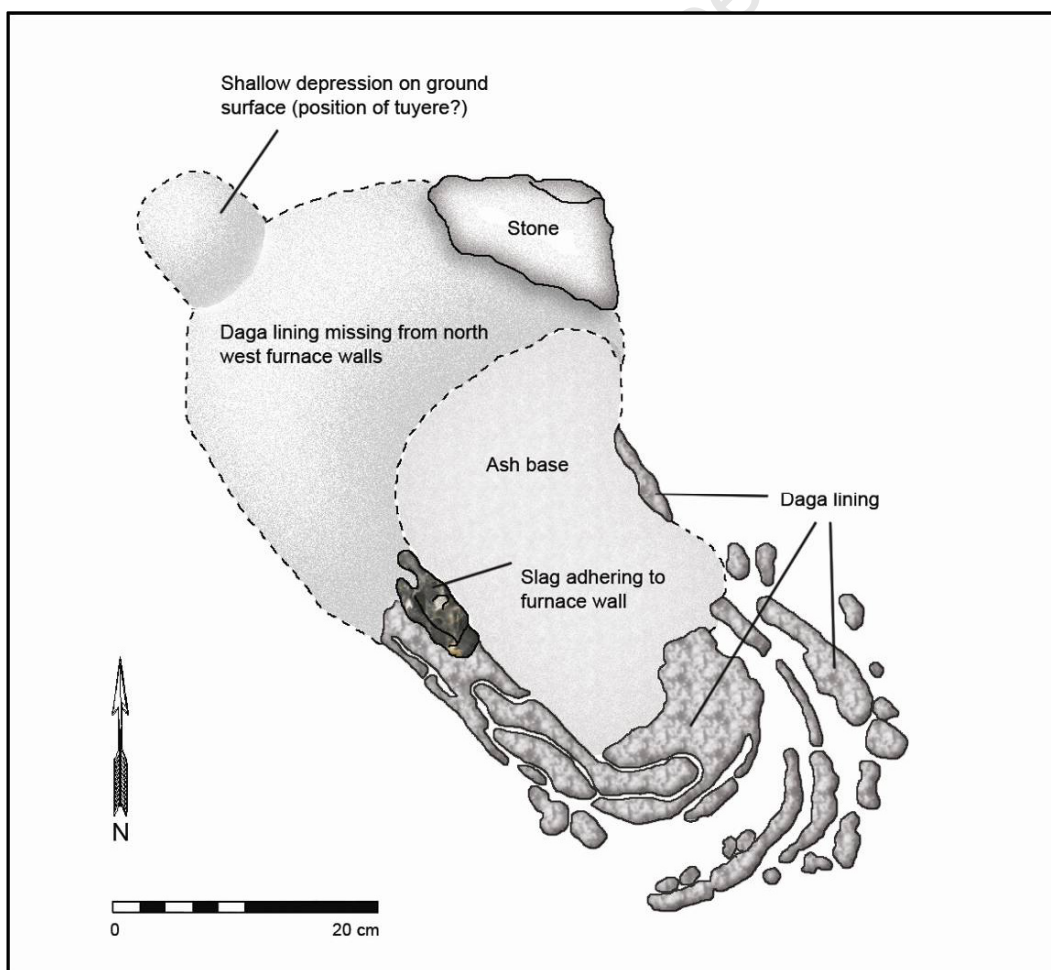 Shallow depression on ground
surface (position of tuyere?)
Stone
Daga lining missing from north
west furnace walls
Ash base
Daga lining
Slag adhering to
furnace wall
N
0 20 cm